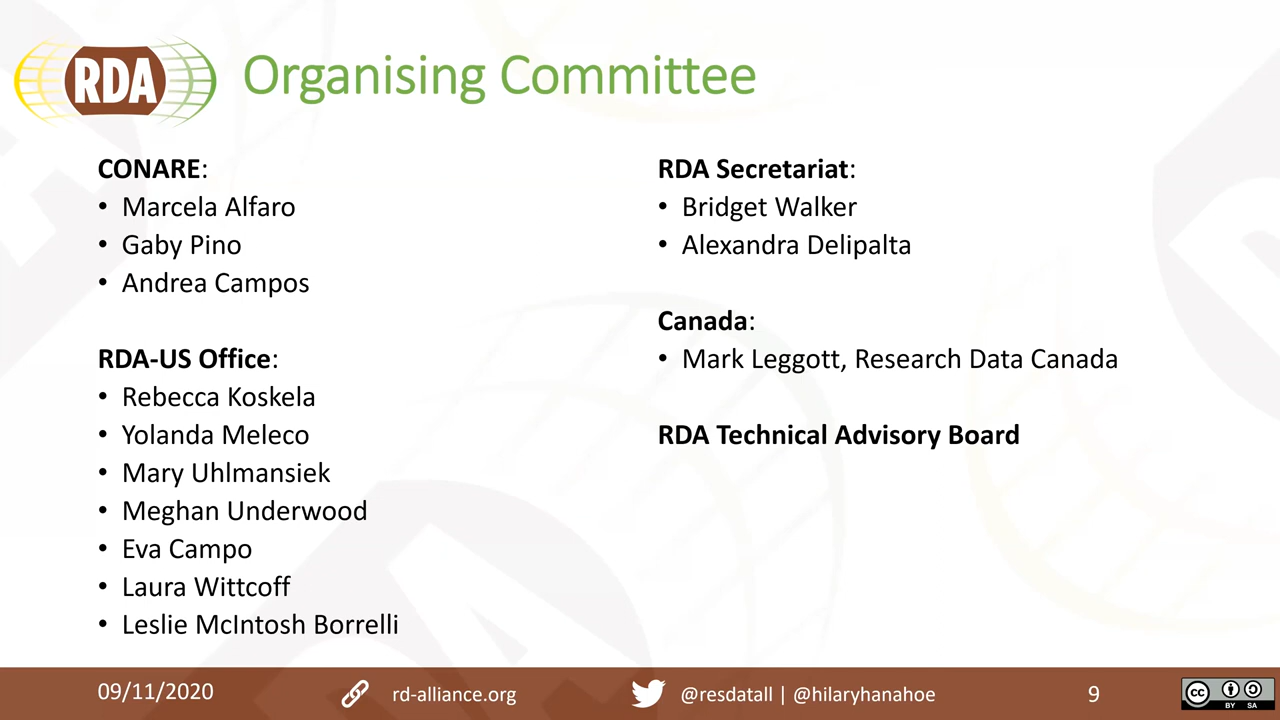 RDA
Organising Committee
CONARE:
• Marcela Alfaro
• Gaby Pino
• Andrea Campos
RDA-US Office:
• Rebecca Koskela
• Yolanda Meleco
• Mary Uhlmansiek
• Meghan Underwood
• Eva Campo
• Laura Wittcoff
• Leslie McIntosh Borrelli
RDA Secretariat:
• Bridget Walker
• Alexandra Delipalta
Canada:
• Mark Leggott, Research Data Canada
RDA Technical Advisory Board
09/11/2020
rd-alliance.org
@resdatall | @hilaryhanahoe
9
cc BY SA